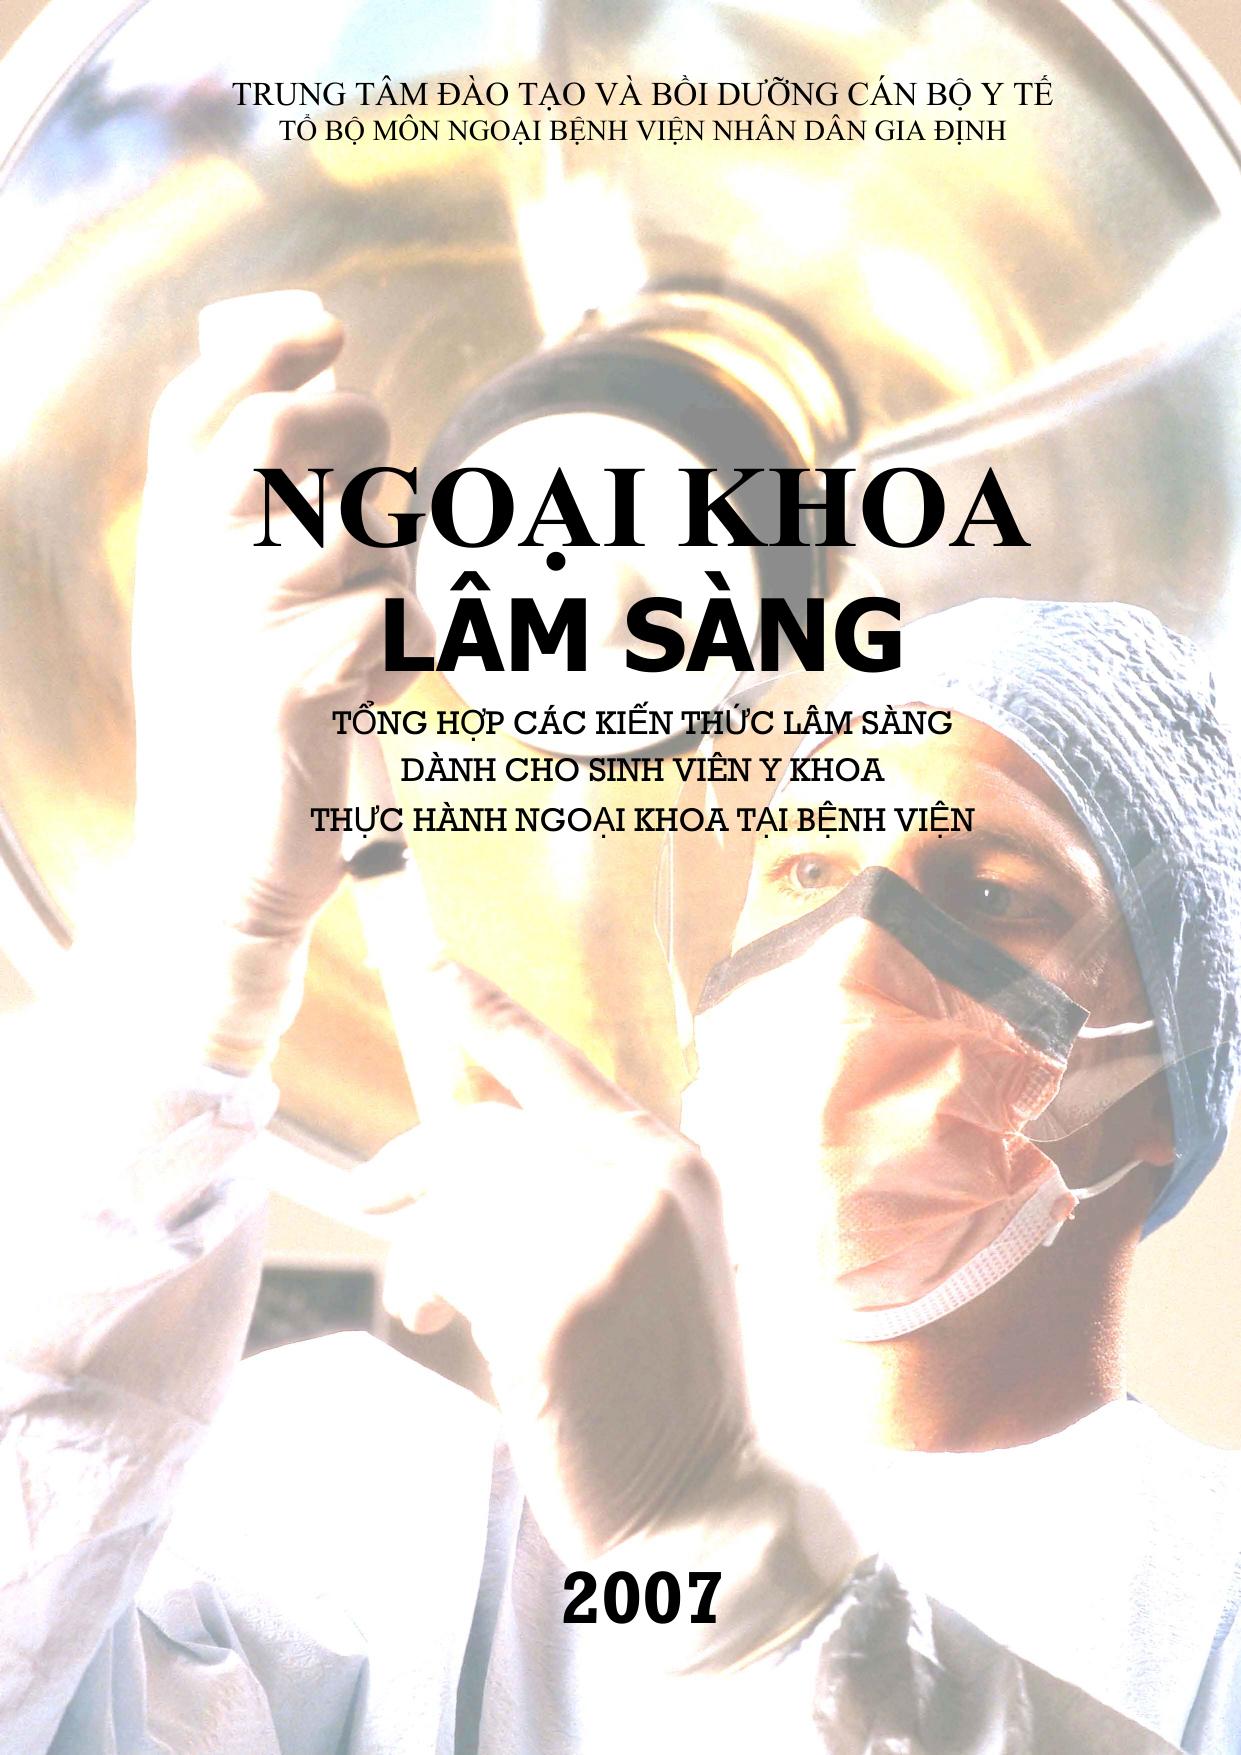 TRUNG TÂM ĐÀO TẠO VÀ BỒI DƯỠNG CÁN BỘ Y TẾ
TỔ BỘ MÔN NGOẠI BỆNH VIỆN NHÂN DÂN GIA ĐỊNH
NGOẠI KHOA
LÂM SÀNG
TỔNG HỢP CÁC KIẾN THỨC LÂM SÀNG
DÀNH CHO SINH VIÊN Y KHOA
THỰC HÀNH NGOẠI KHOA TẠI BỆNH VIỆN
2007